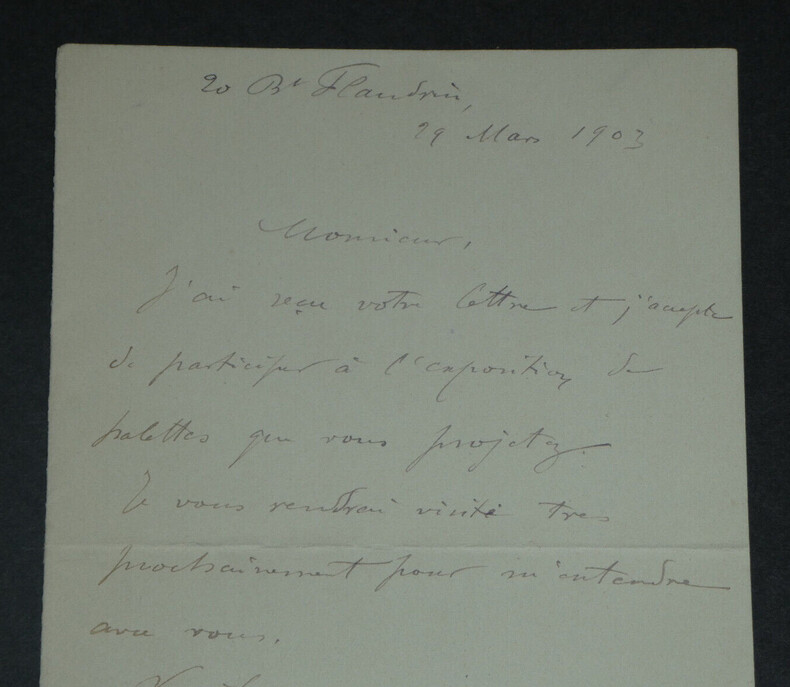 20 Bd Flandrin,
29 Mars 1903
Monsieur,
J'ai reçu votre lettre et j'accepte
de participer à l'exposition de
palettes que vous projetez.
Je vous rendrai visite tres
prochainement pour m'entendre
avec vous.